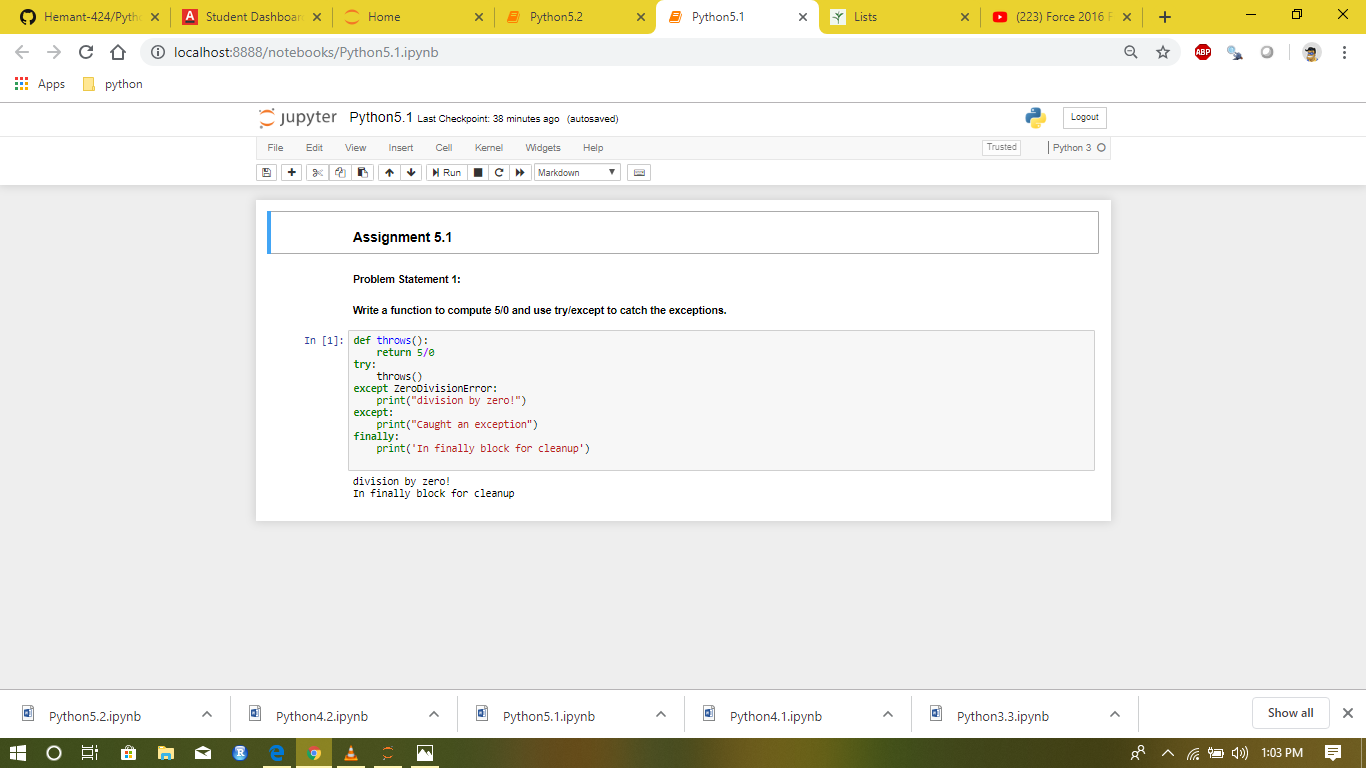 Hemant-424/Pyth
Student Dashboar
Home
Python5.2
Python5.1
Lists
(223) Force 2016 F
localhost:8888/notebooks/Python5.1.ipynb
ABP
Apps
python
jupyter Python5.1 Last Checkpoint: 38 minutes ago (autosaved)
Logout
File Edit View Insert Cell Kernel Widgets Help
Trusted
Python 3
Run
Markdown
Assignment 5.1
Problem Statement 1:
Write a function to compute 5/0 and use try/except to catch the exceptions.
In [1]:
def throws():
    return 5/0
try:
    throws()
except ZeroDivisionError:
    print("division by zero!")
except:
    print("Caught an exception")
finally:
    print('In finally block for cleanup')
division by zero!
In finally block for cleanup
Python5.2.ipynb
Python4.2.ipynb
Python5.1.ipynb
Python4.1.ipynb
Python3.3.ipynb
Show all
1:03 PM